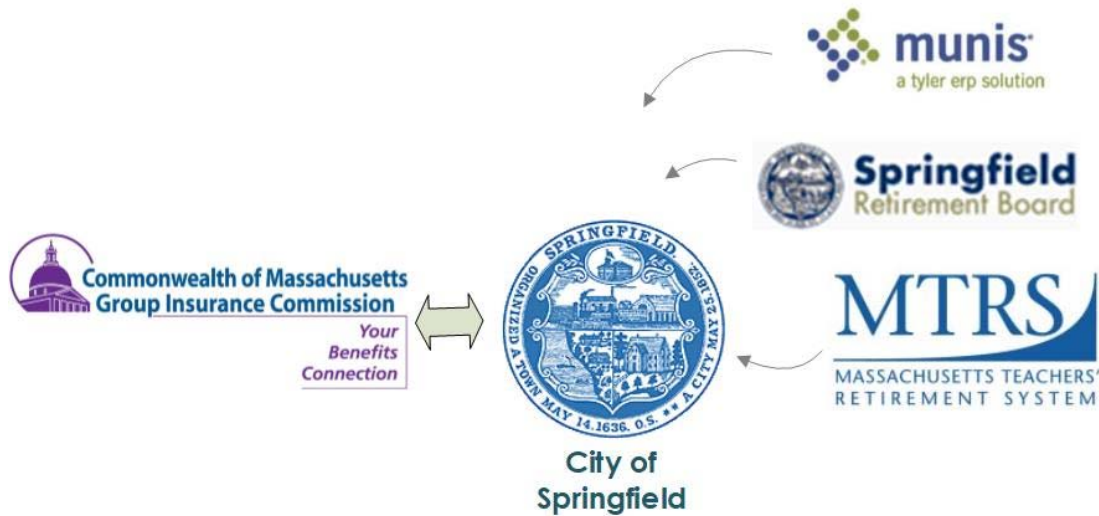 munis
a tyler erp solution
Springfield
Retirement Board
Commonwealth of Massachusetts
Group Insurance Commission
Your
Benefits
Connection
SPRINGFIELD.
ORGANIZED A TOWN MAY 14.1636. O.S. ** A CITY MAY 25.1852.
MTRS
MASSACHUSETTS TEACHERS'
RETIREMENT SYSTEM
City of
Springfield